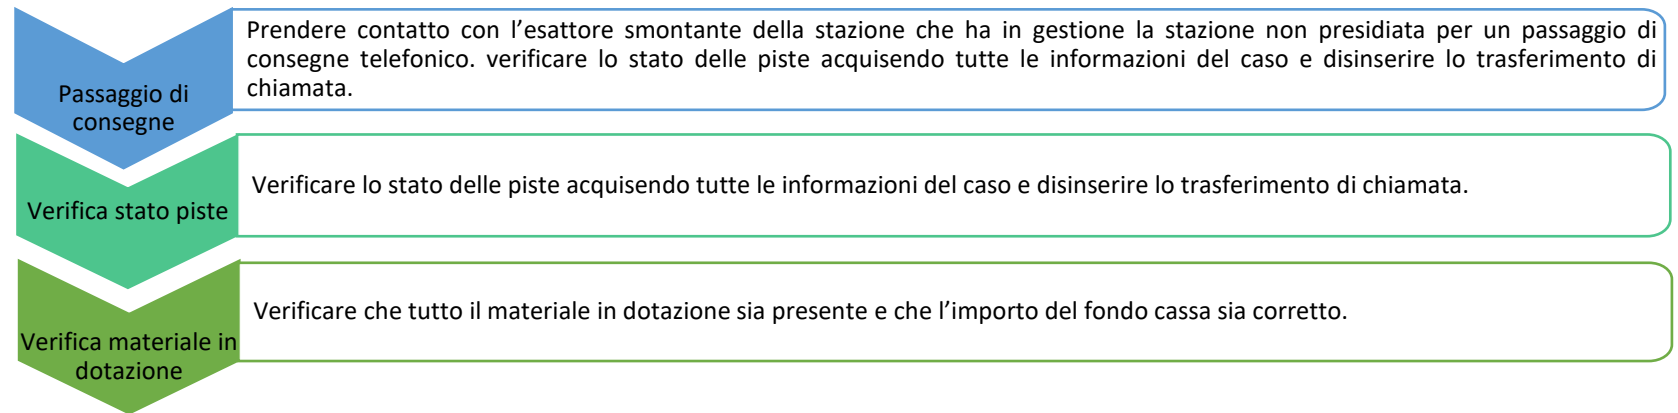 Passaggio di
consegne
Prendere contatto con l’esattore smontante della stazione che ha in gestione la stazione non presidiata per un passaggio di
consegne telefonico. verificare lo stato delle piste acquisendo tutte le informazioni del caso e disinserire lo trasferimento di
chiamata.
Verifica stato piste
Verificare lo stato delle piste acquisendo tutte le informazioni del caso e disinserire lo trasferimento di chiamata.
Verifica materiale in
dotazione
Verificare che tutto il materiale in dotazione sia presente e che l’importo del fondo cassa sia corretto.